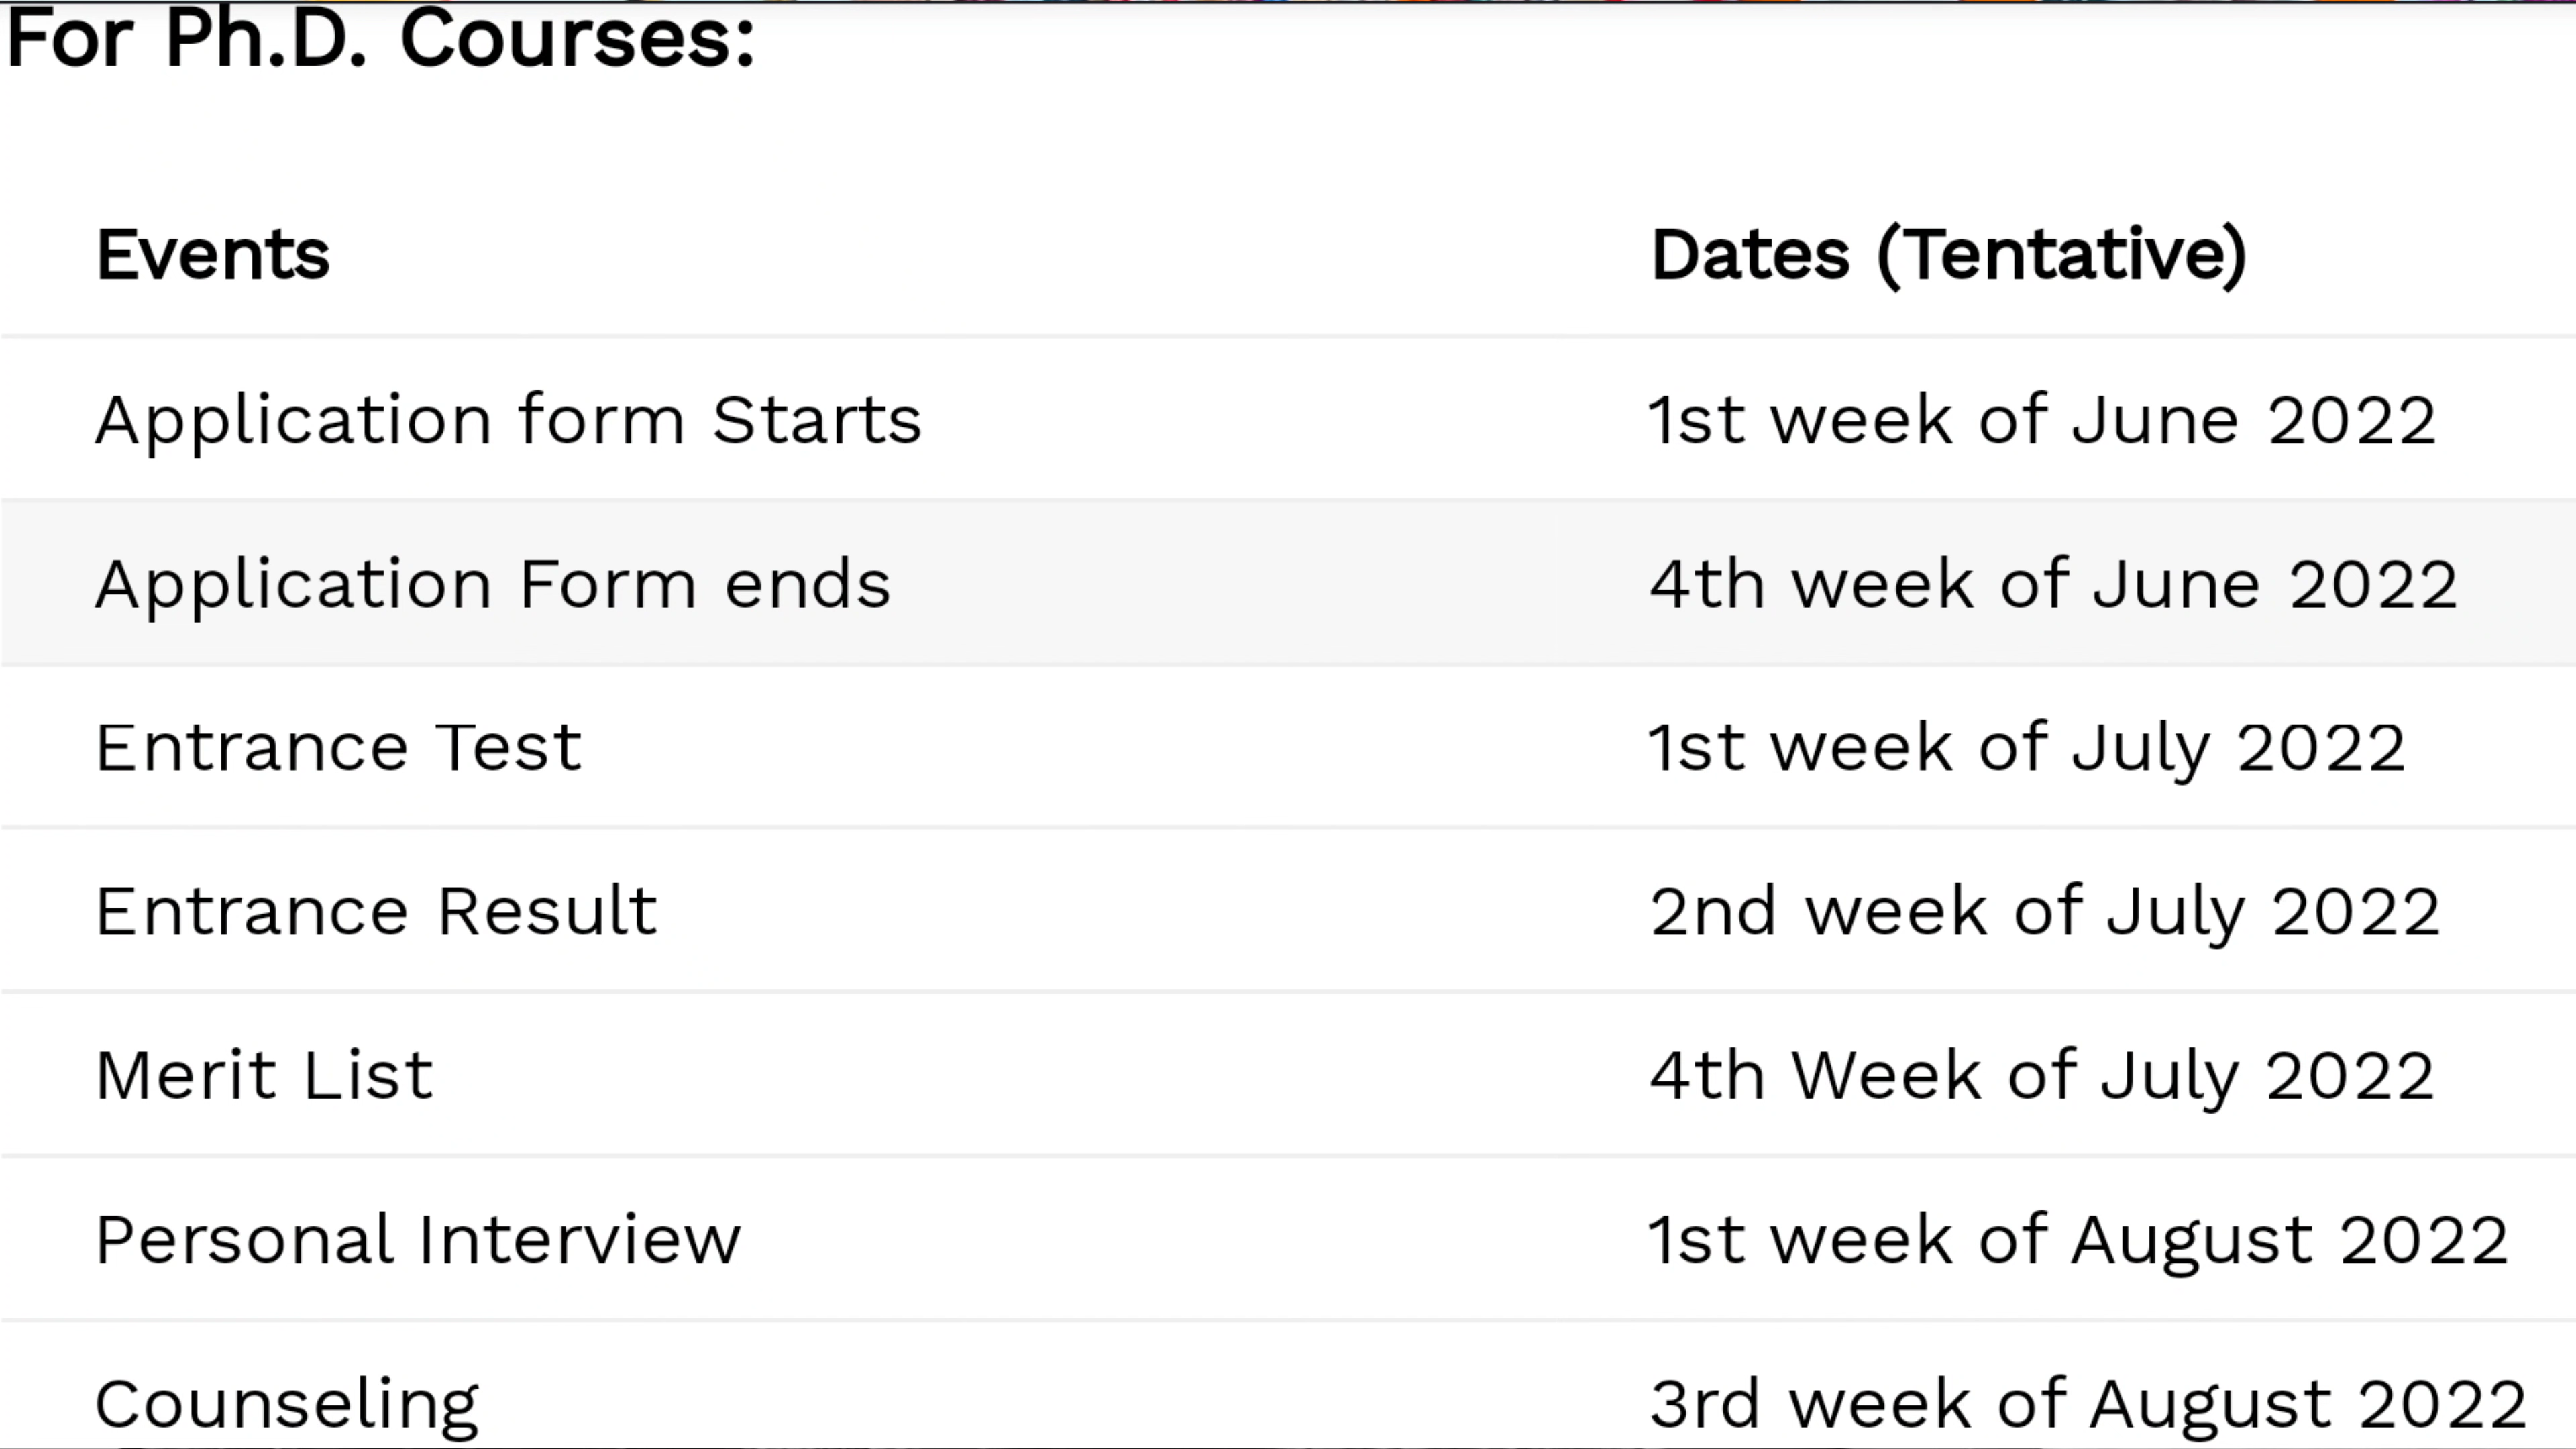 For Ph.D. Courses:
Events Dates (Tentative)
Application form Starts 1st week of June 2022
Application Form ends 4th week of June 2022
Entrance Test 1st week of July 2022
Entrance Result 2nd week of July 2022
Merit List 4th Week of July 2022
Personal Interview 1st week of August 2022
Counseling 3rd week of August 2022